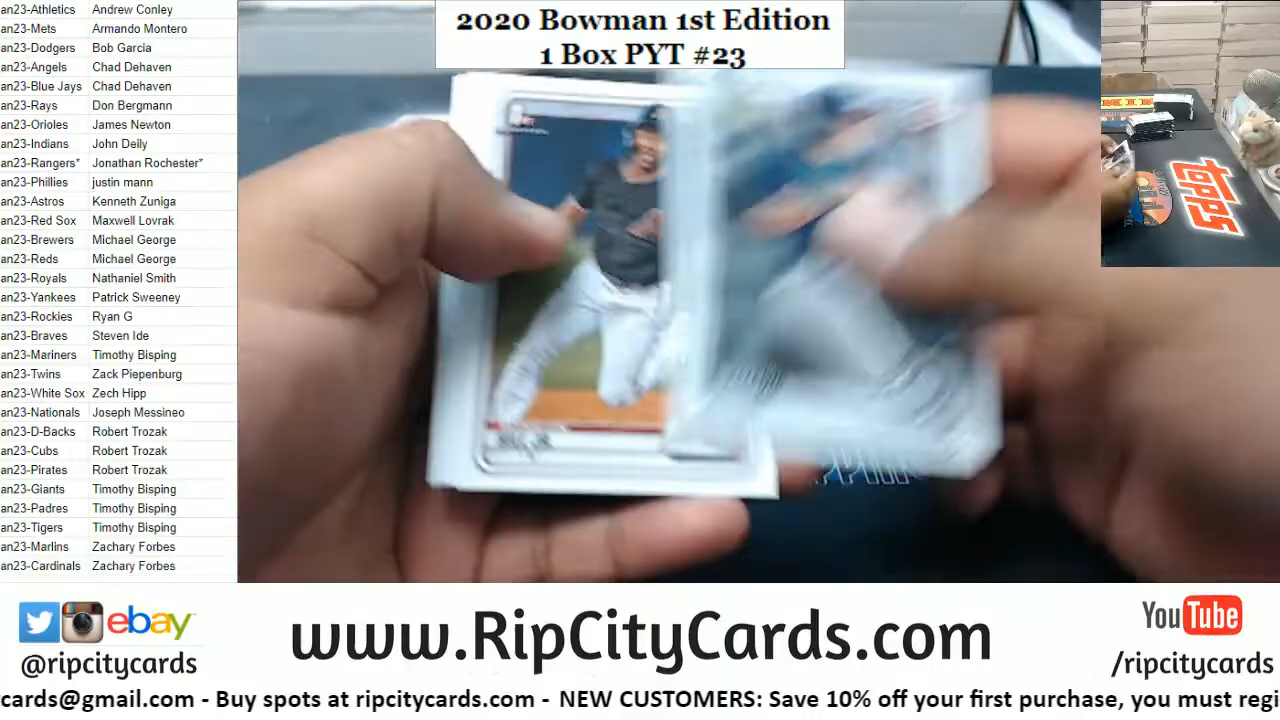 2020 Bowman 1st Edition
1 Box PYT #23
an23-Athletics Andrew Conley
an23-Mets Armando Montero
an23-Dodgers Bob Garcia
an23-Angels Chad Dehaven
an23-Blue Jays Chad Dehaven
an23-Rays Don Bergmann
an23-Orioles James Newton
an23-Indians John Deily
an23-Rangers* Jonathan Rochester*
an23-Phillies justin mann
an23-Astros Kenneth Zuniga
an23-Red Sox Maxwell Lovrak
an23-Brewers Michael George
an23-Reds Michael George
an23-Royals Nathaniel Smith
an23-Yankees Patrick Sweeney
an23-Rockies Ryan G
an23-Braves Steven Ide
an23-Mariners Timothy Bisping
an23-Twins Zack Piepenburg
an23-White Sox Zech Hipp
an23-Nationals Joseph Messineo
an23-D-Backs Robert Trozak
an23-Cubs Robert Trozak
an23-Pirates Robert Trozak
an23-Giants Timothy Bisping
an23-Padres Timothy Bisping
an23-Tigers Timothy Bisping
an23-Marlins Zachary Forbes
an23-Cardinals Zachary Forbes
topps
ebay
@ripcitycards
www.RipCityCards.com
YouTube
/ripcitycards
cards@gmail.com - Buy spots at ripcitycards.com - NEW CUSTOMERS: Save 10% off your first purchase, you must regi